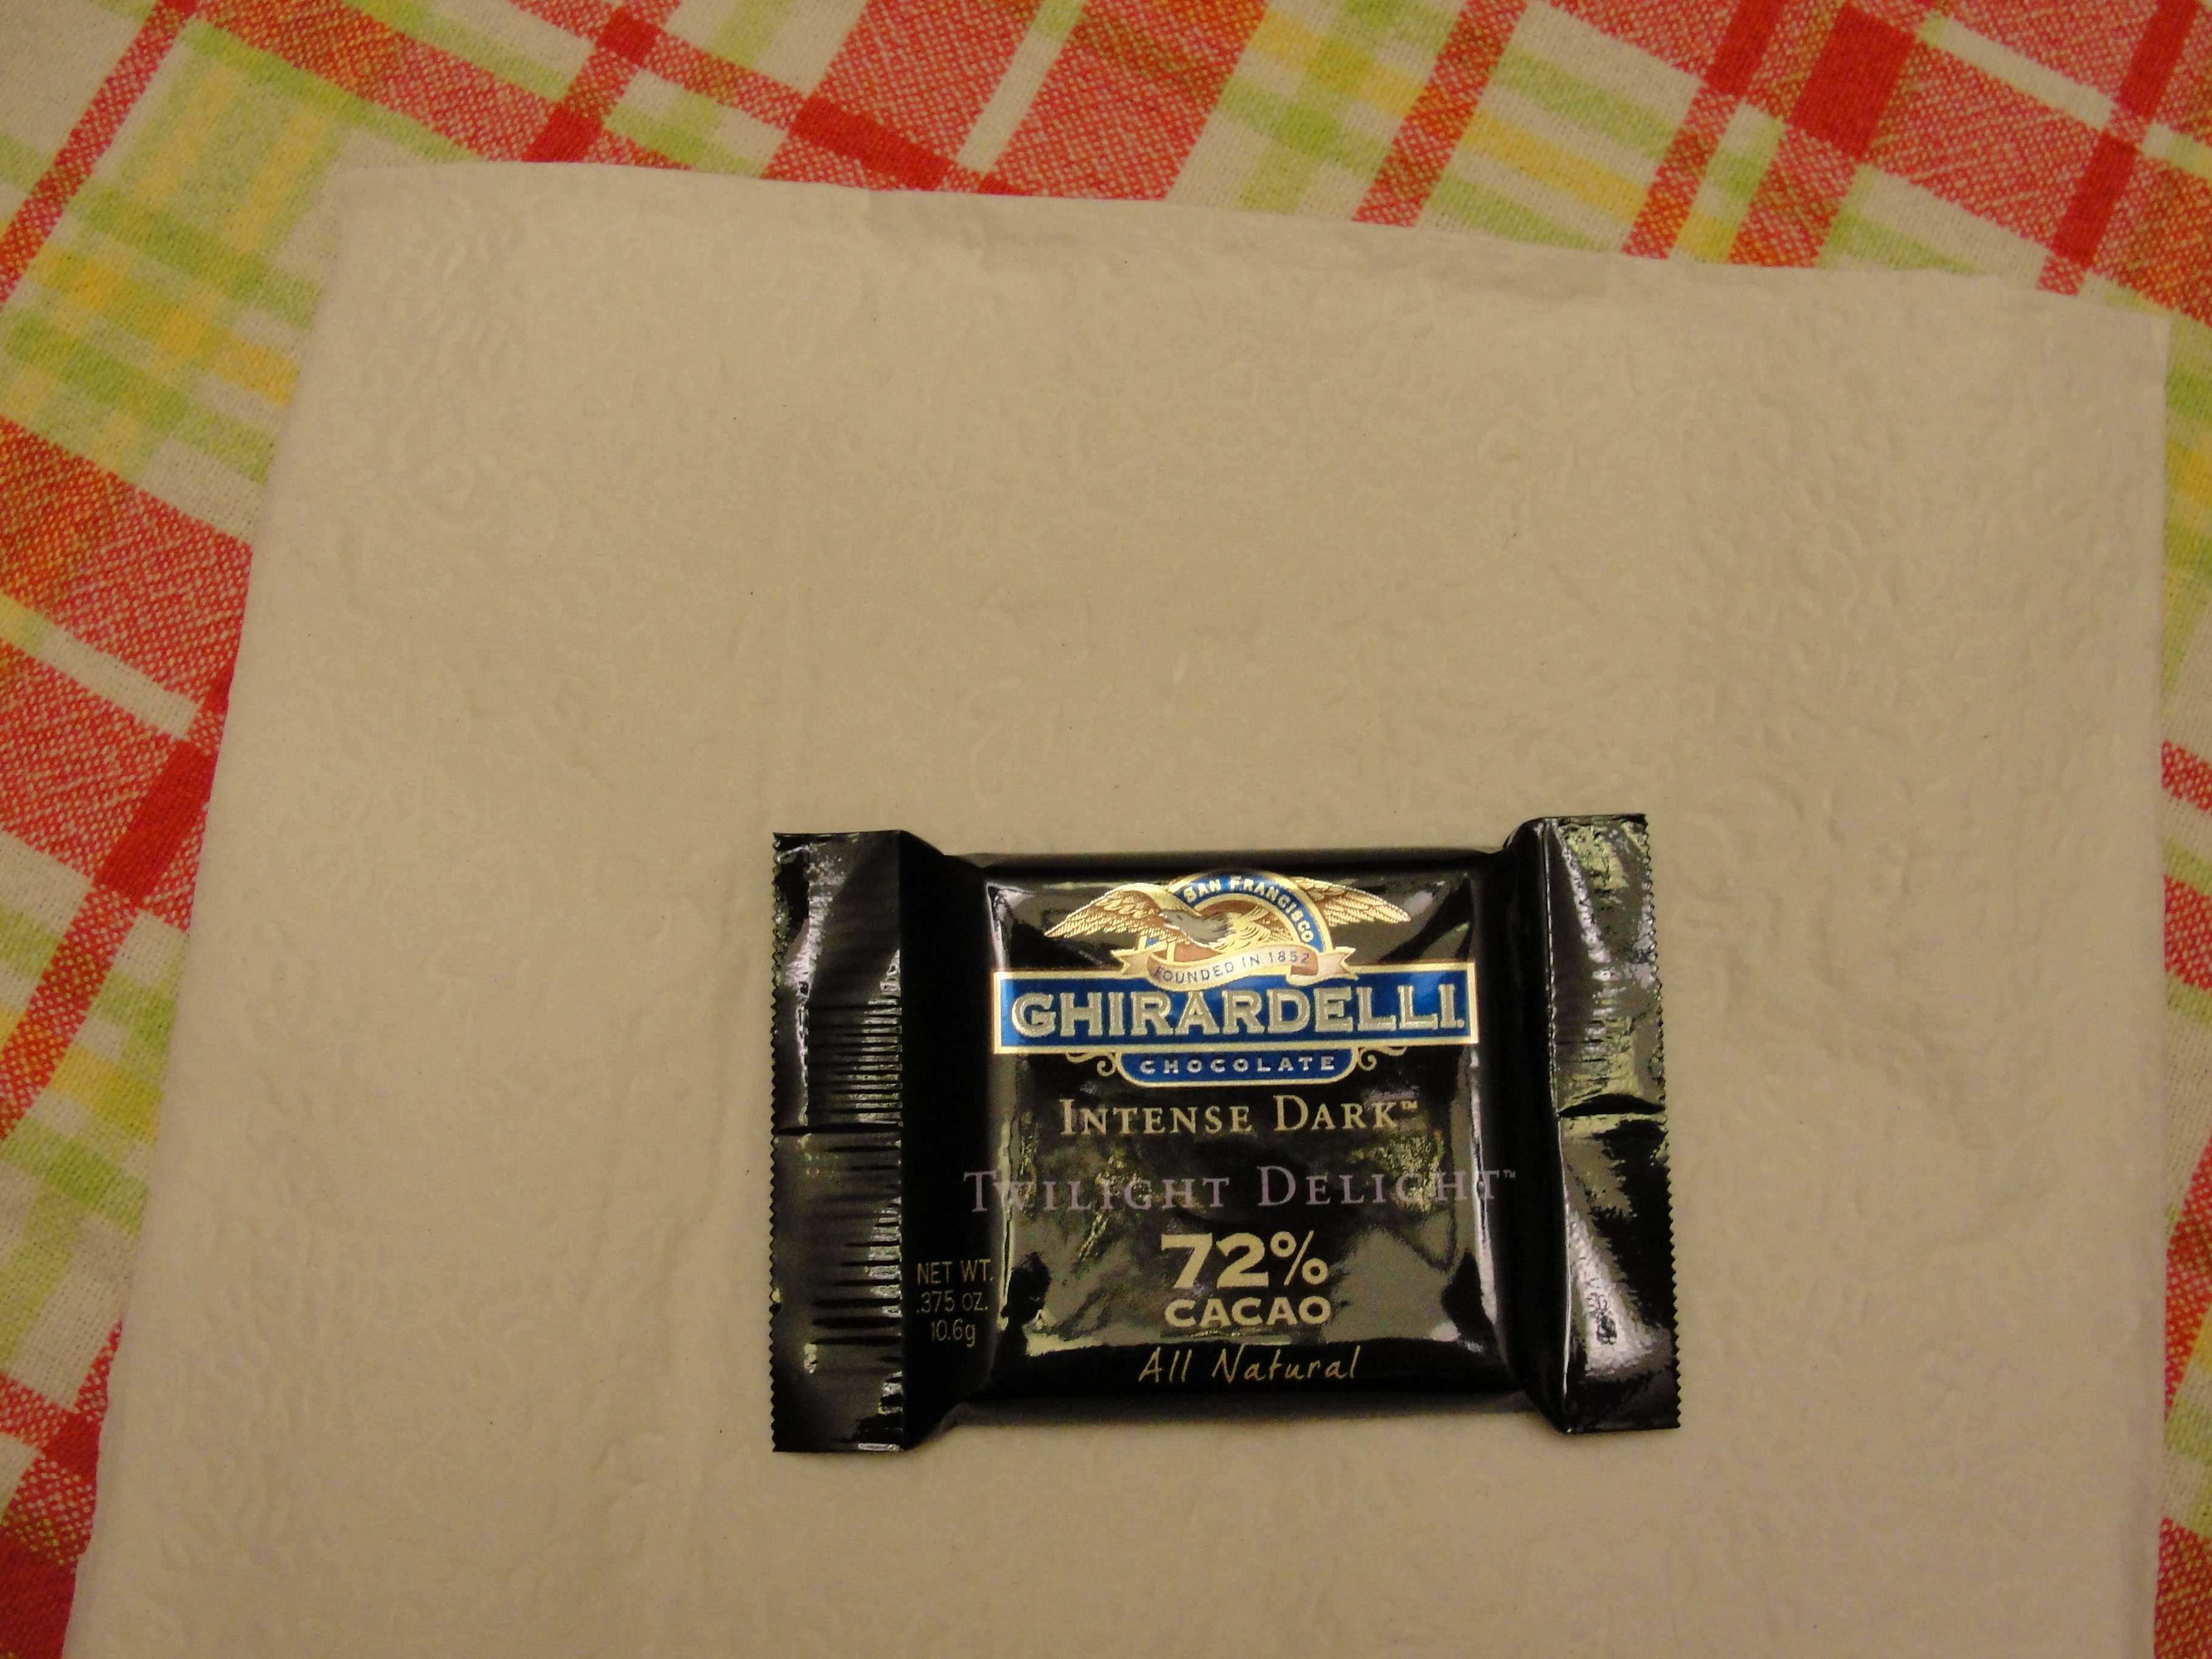 SAN FRANCISCO
FOUNDED IN 1852
GHIRARDELLI
CHOCOLATE
INTENSE DARK™
TWILIGHT DELIGHT™
72%
CACAO
All Natural
NET WT.
.375 OZ.
10.6g